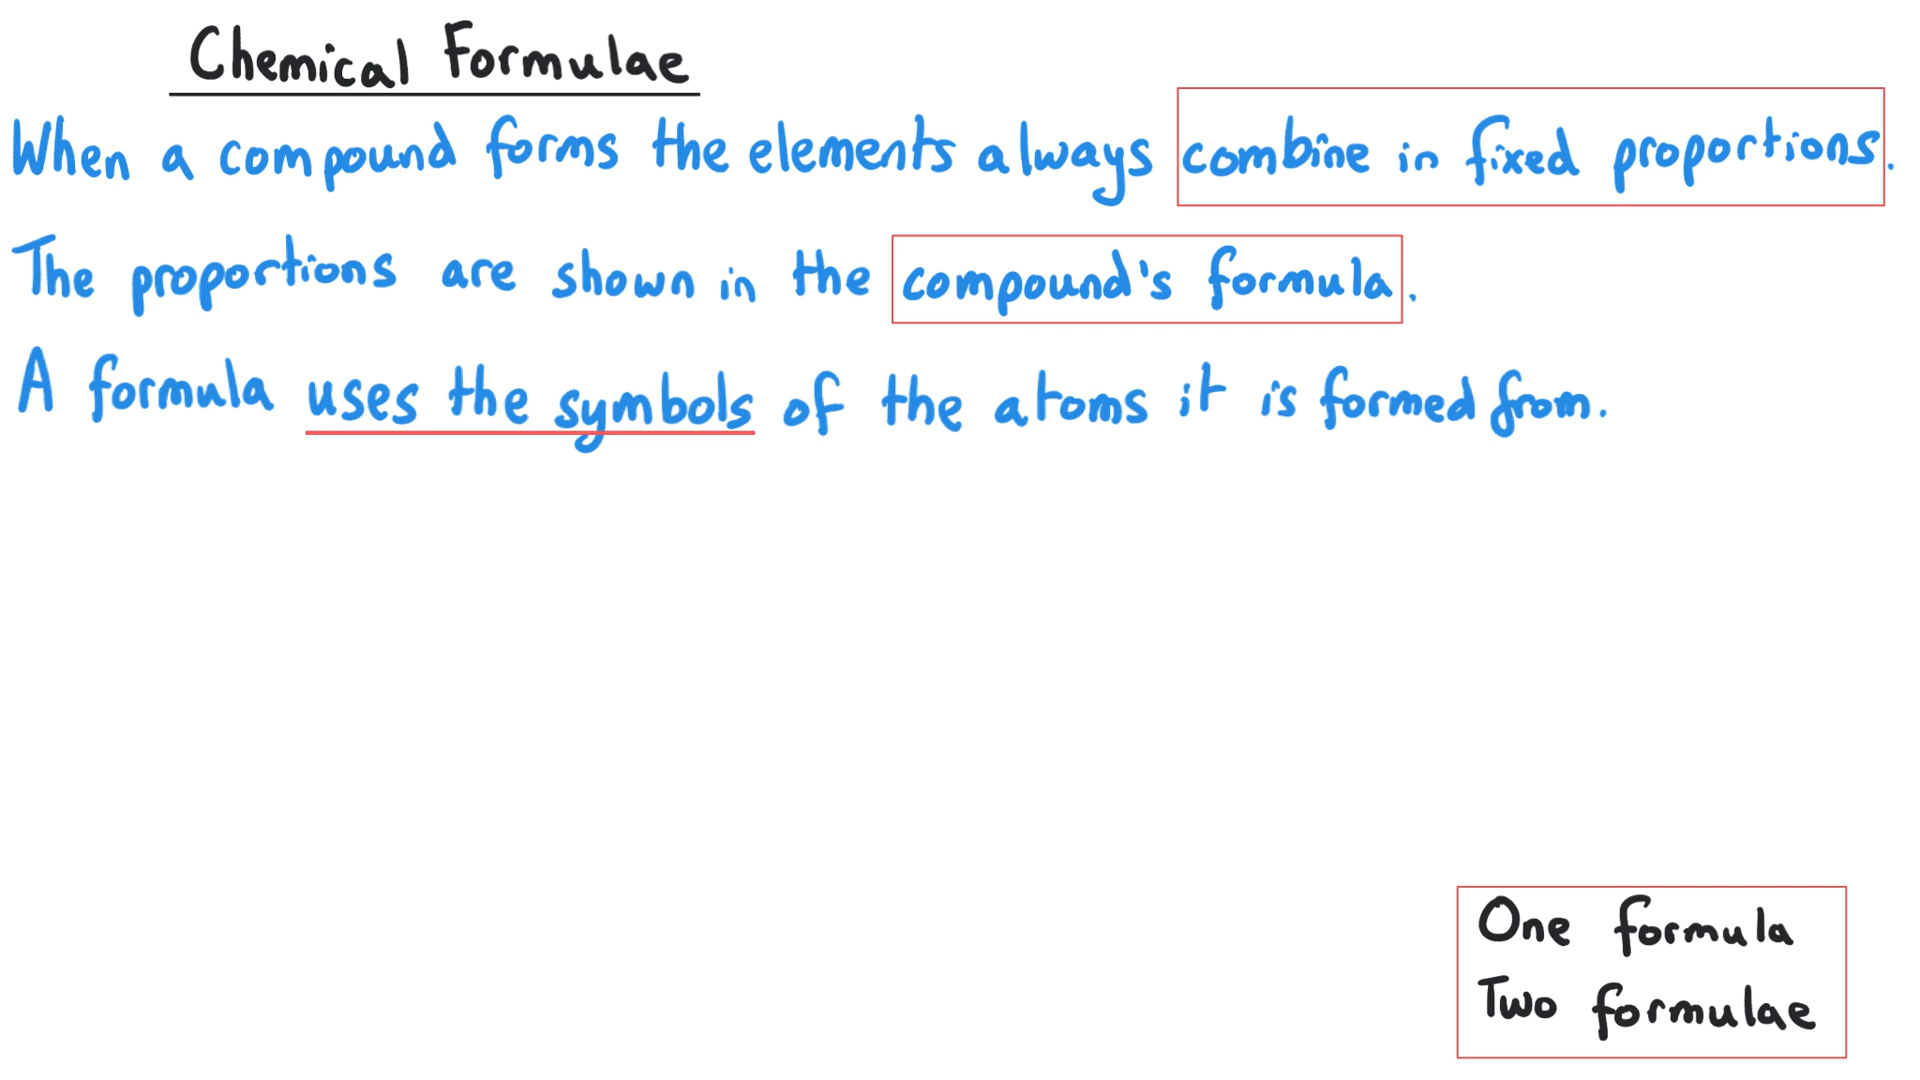 Chemical Formulae
When a compound forms the elements always combine in fixed proportions.
The proportions are shown in the compound's formula.
A formula uses the symbols of the atoms it is formed from.
One formula
Two formulae